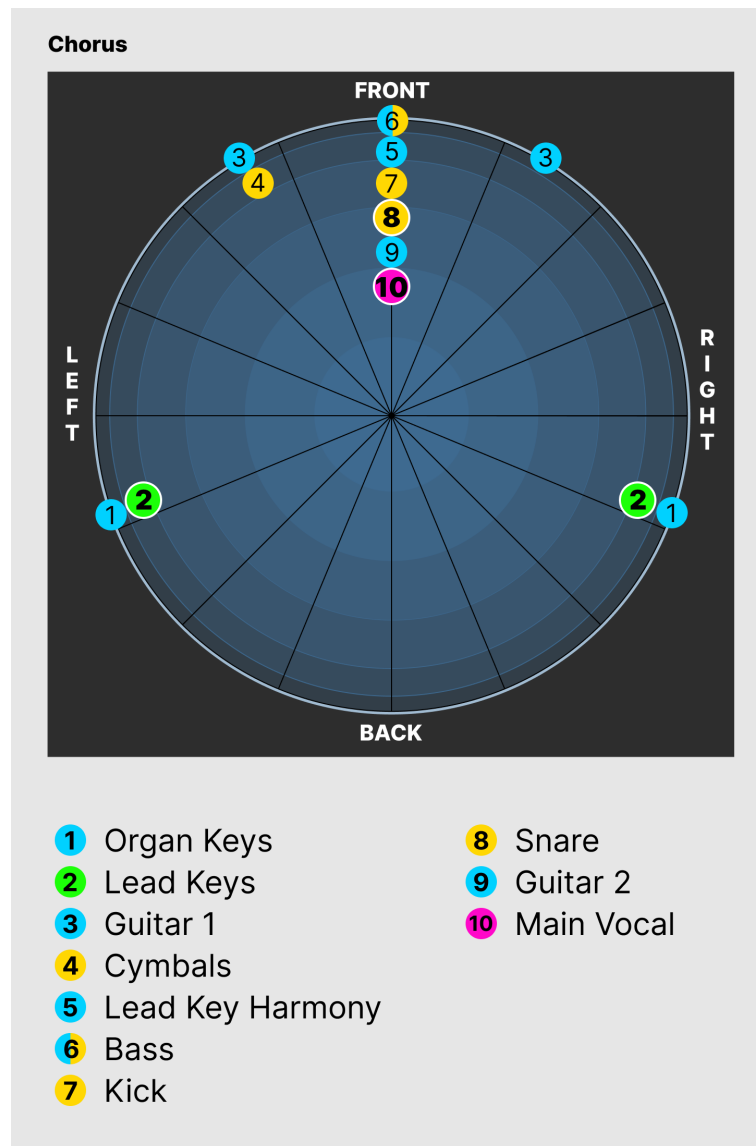 Chorus
FRONT
6
3
5
3
4
7
8
9
10
LEFT
RIGHT
2
2
1
1
BACK
1 Organ Keys
2 Lead Keys
3 Guitar 1
4 Cymbals
5 Lead Key Harmony
6 Bass
7 Kick
8 Snare
9 Guitar 2
10 Main Vocal